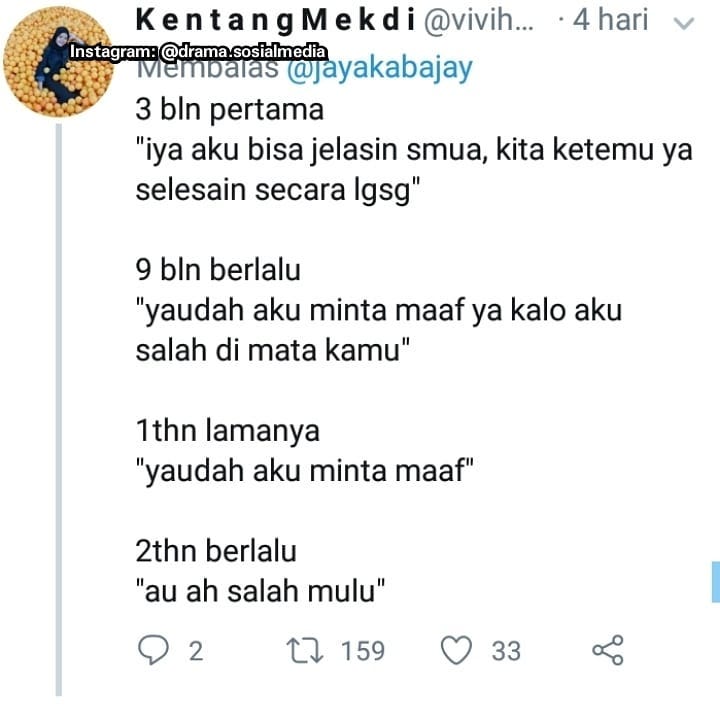 KentangMekdi @vivih... · 4 hari
Instagram: @drama.sosialmedia
Membalas @jayakabajay
3 bln pertama
"iya aku bisa jelasin smua, kita ketemu ya
selesain secara lgsg"
9 bln berlalu
"yaudah aku minta maaf ya kalo aku
salah di mata kamu"
1thn lamanya
"yaudah aku minta maaf"
2thn berlalu
"au ah salah mulu"
2 159 33